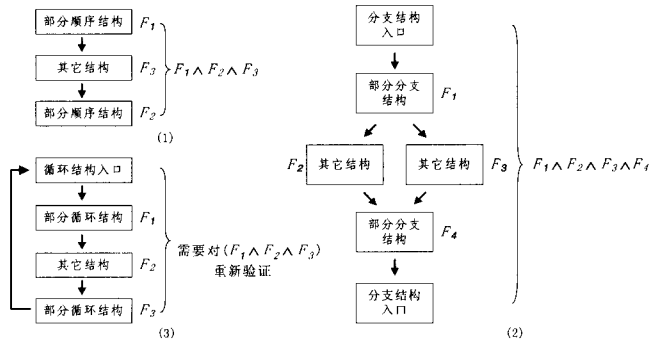 部分顺序结构 F1
其它结构 F3
部分顺序结构 F2
F1∧F2∧F3
(1)
循环结构入口
部分循环结构 F1
其它结构 F2
部分循环结构 F3
需要对(F1∧F2∧F3)
重新验证
(3)
分支结构
入口
部分分支
结构
F1
F2 其它结构
其它结构 F3
部分分支
结构
F4
分支结构
入口
F1∧F2∧F3∧F4
(2)